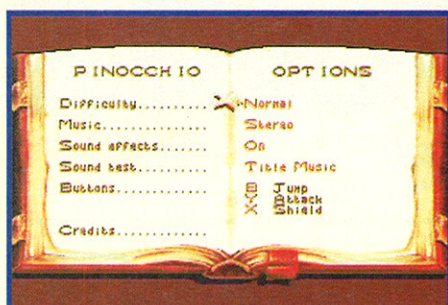 PINOCCHIO OPTIONS
Difficulty.......... Normal
Music............... Stereo
Sound effects....... On
Sound test.......... Title Music
Buttons............. B Jump
Y Attack
X Shield
Credits.............